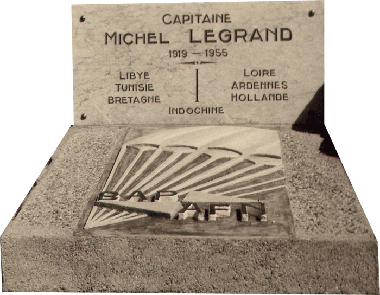 CAPITAINE
MICHEL LEGRAND
1919 — 1955
LIBYE
TUNISIE
BRETAGNE
LOIRE
ARDENNES
HOLLANDE
INDOCHINE
BAP
AFN